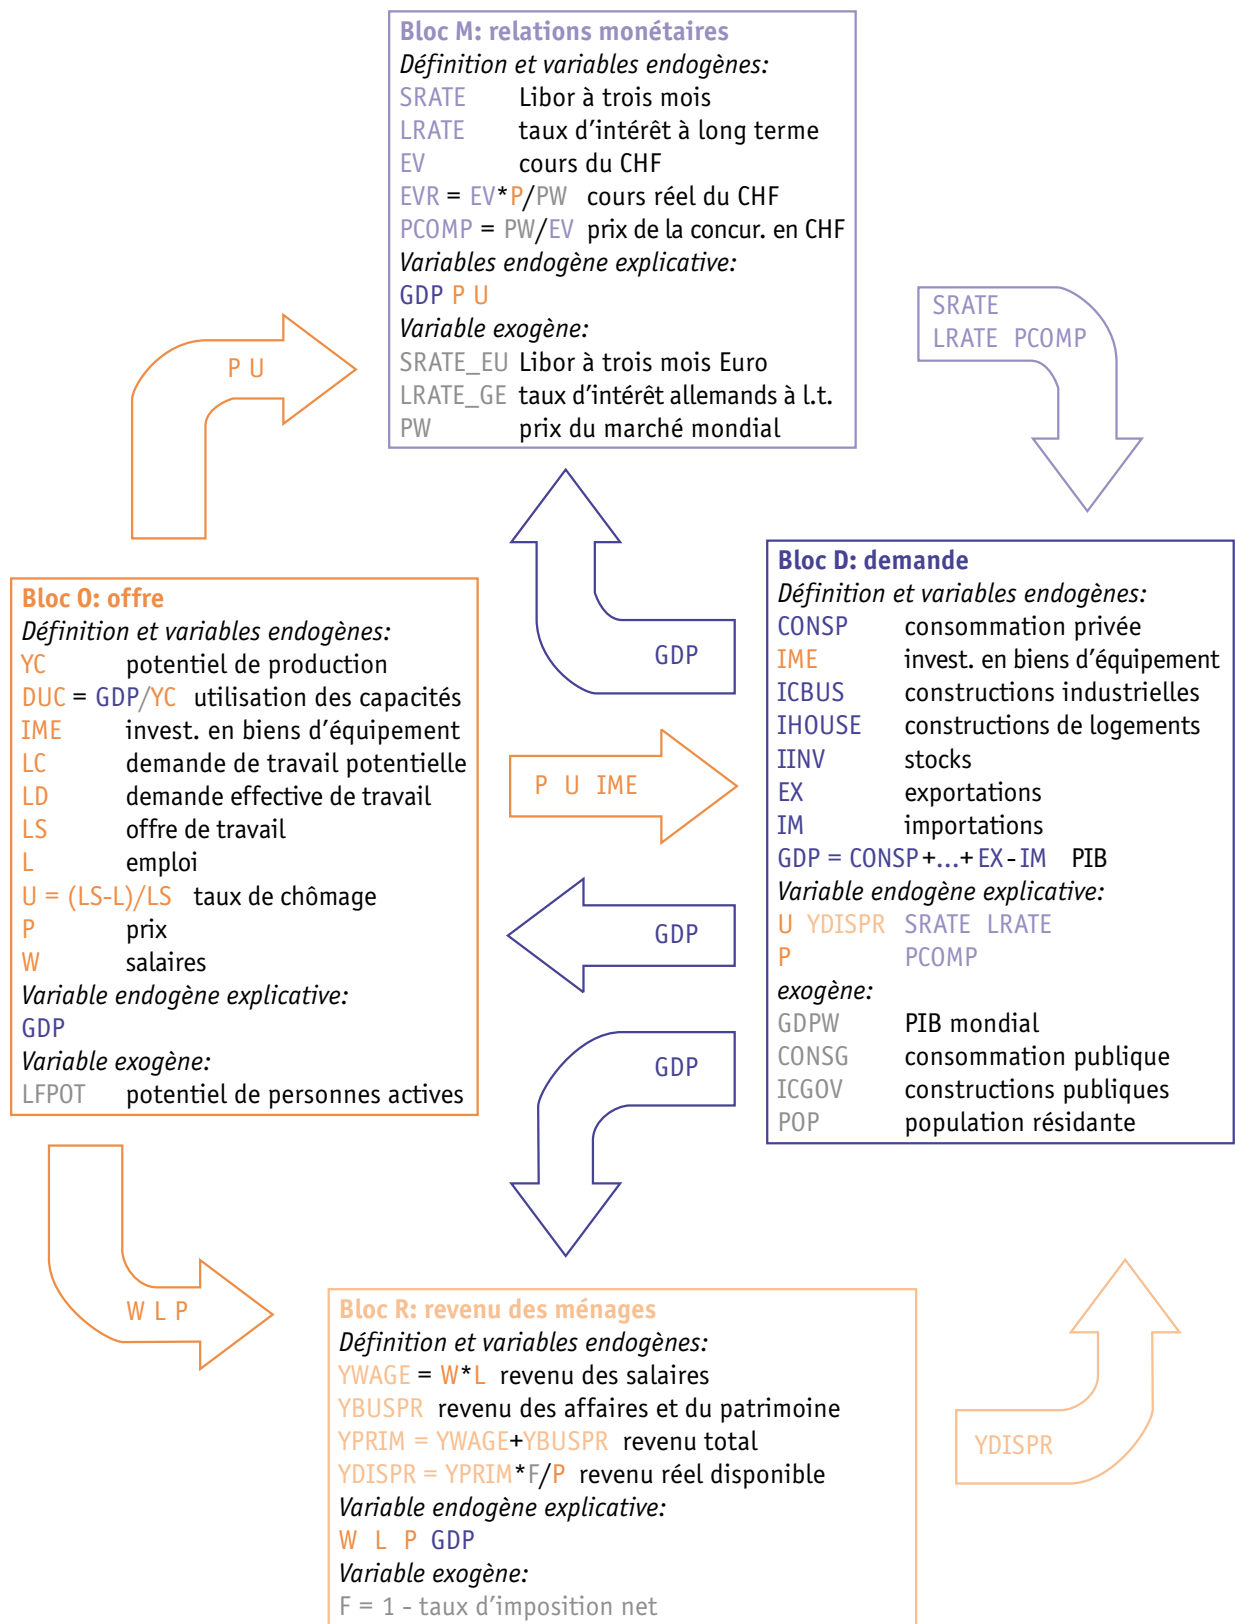 Bloc M: relations monétaires
Définition et variables endogènes:
SRATE Libor à trois mois
LRATE taux d'intérêt à long terme
EV cours du CHF
EVR = EV*P/PW cours réel du CHF
PCOMP = PW/EV prix de la concur. en CHF
Variables endogène explicative:
GDP P U
Variable exogène:
SRATE_EU Libor à trois mois Euro
LRATE_GE taux d'intérêt allemands à l.t.
PW prix du marché mondial
P U
SRATE
LRATE PCOMP
Bloc O: offre
Définition et variables endogènes:
YC potentiel de production
DUC = GDP/YC utilisation des capacités
IME invest. en biens d'équipement
LC demande de travail potentielle
LD demande effective de travail
LS offre de travail
L emploi
U = (LS-L)/LS taux de chômage
P prix
W salaires
Variable endogène explicative:
GDP
Variable exogène:
LFPOT potentiel de personnes actives
GDP
P U IME
GDP
GDP
Bloc D: demande
Définition et variables endogènes:
CONSP consommation privée
IME invest. en biens d'équipement
ICBUS constructions industrielles
IHOUSE constructions de logements
IINV stocks
EX exportations
IM importations
GDP = CONSP+...+EX-IM PIB
Variable endogène explicative:
U YDISPR SRATE LRATE
P PCOMP
exogène:
GDPW PIB mondial
CONSG consommation publique
ICGOV constructions publiques
POP population résidante
W L P
Bloc R: revenu des ménages
Définition et variables endogènes:
YWAGE = W*L revenu des salaires
YBUSPR revenu des affaires et du patrimoine
YPRIM = YWAGE+YBUSPR revenu total
YDISPR = YPRIM*F/P revenu réel disponible
Variable endogène explicative:
W L P GDP
Variable exogène:
F = 1 - taux d'imposition net
YDISPR